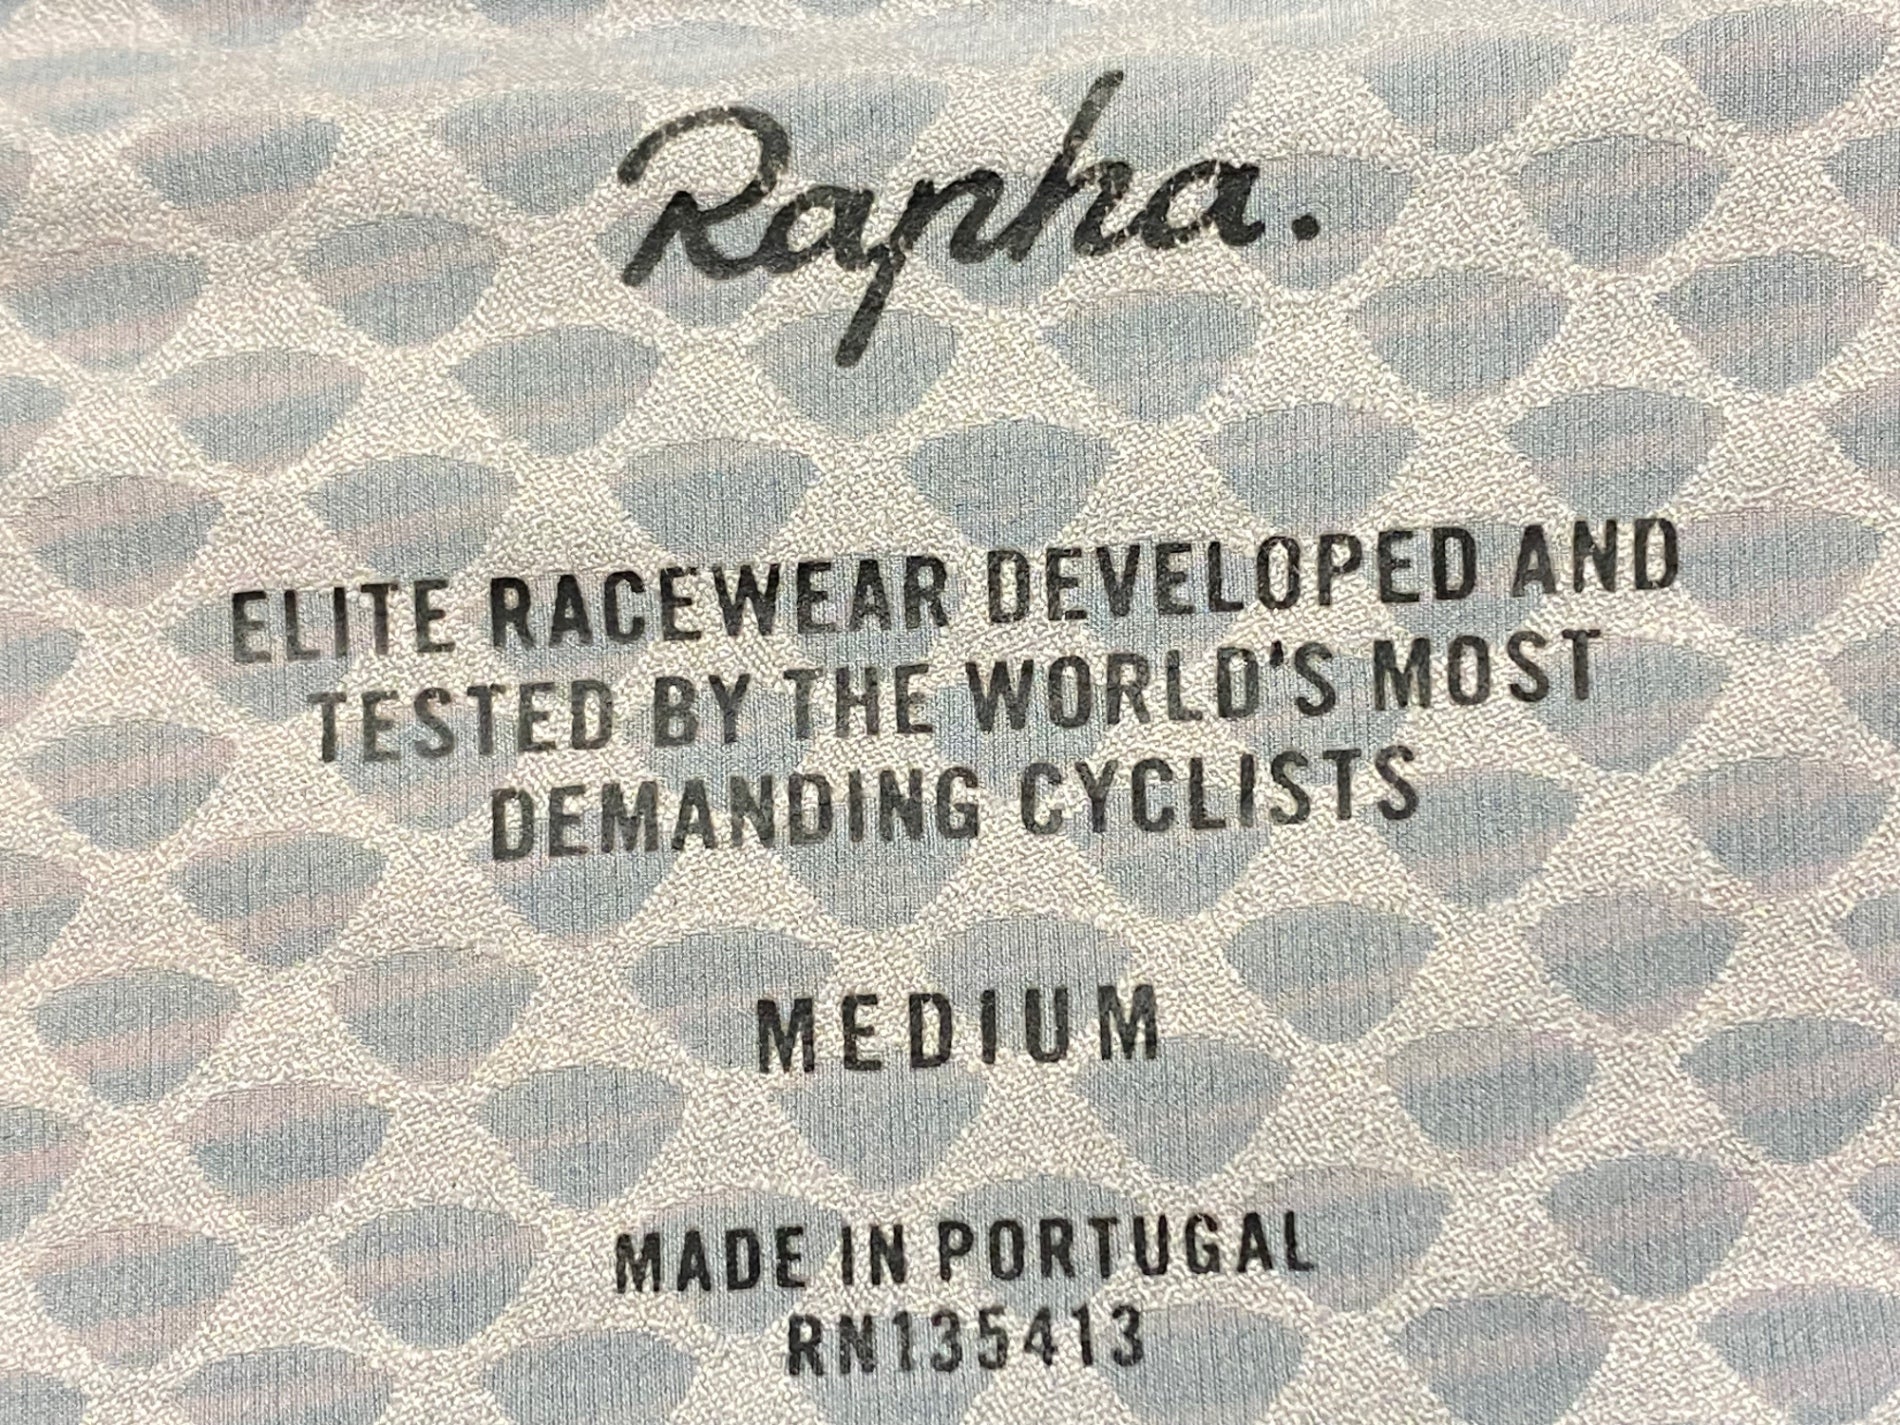 Rapha.
ELITE RACEWEAR DEVELOPED AND
TESTED BY THE WORLD'S MOST
DEMANDING CYCLISTS
MEDIUM
MADE IN PORTUGAL
RN135413